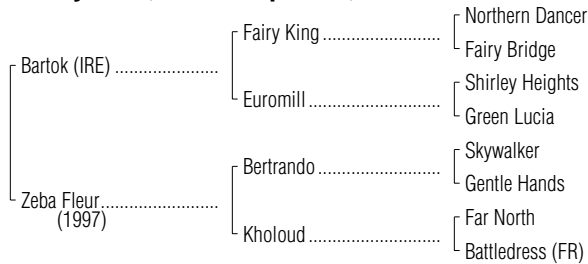 Northern Dancer
Fairy King ........................
Fairy Bridge
Bartok (IRE) .....................
Shirley Heights
Euromill ...........................
Green Lucia
Skywalker
Bertrando .........................
Gentle Hands
Zeba Fleur........................
(1997)
Far North
Kholoud ...........................
Battledress (FR)